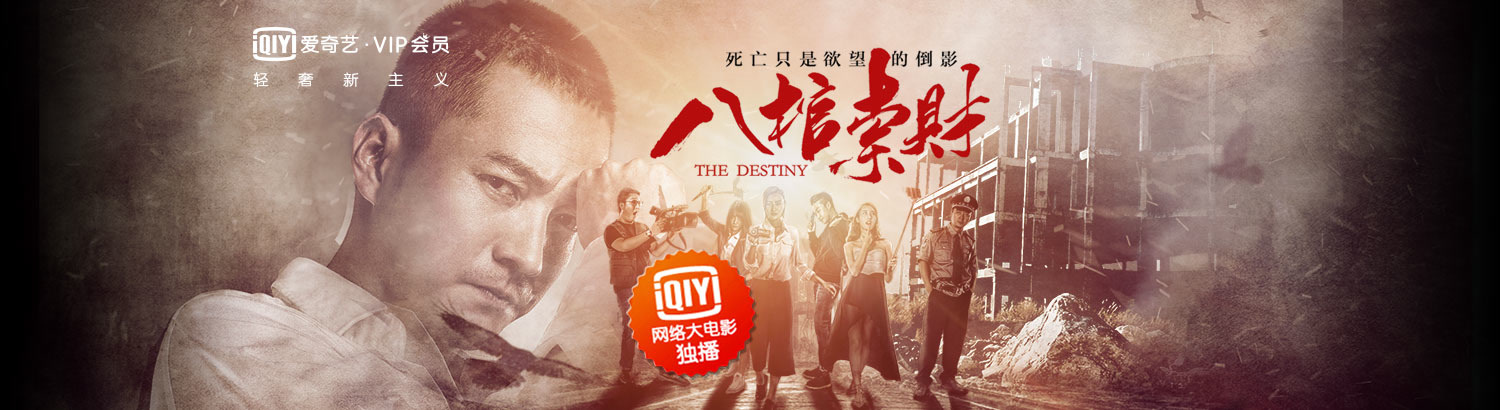 iQIYI 爱奇艺·VIP会员
轻奢新主义
死亡只是欲望的倒影
八棺索財
THE DESTINY
iQIYI
网络大电影
独播